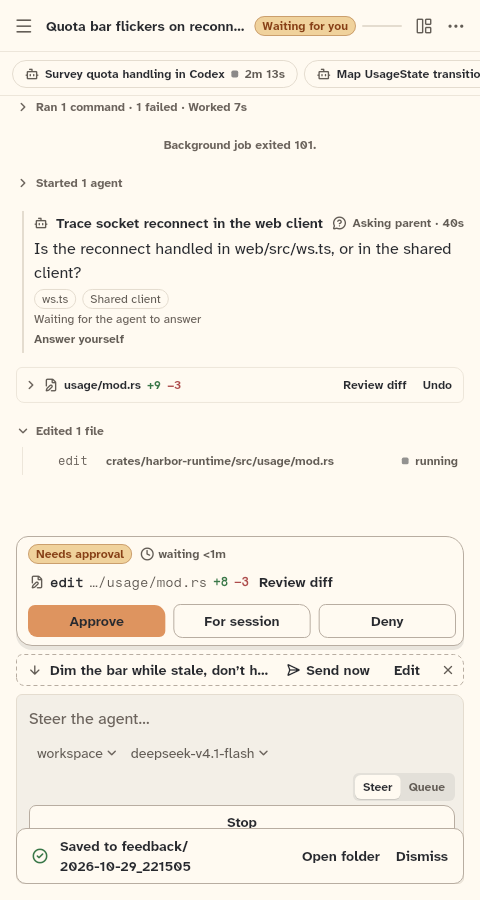 Quota bar flickers on reconn... Waiting for you
Survey quota handling in Codex 2m 13s Map UsageState transitio
Ran 1 command · 1 failed · Worked 7s
Background job exited 101.
Started 1 agent
Trace socket reconnect in the web client Asking parent · 40s
Is the reconnect handled in web/src/ws.ts, or in the shared
client?
ws.ts Shared client
Waiting for the agent to answer
Answer yourself
usage/mod.rs +9 −3 Review diff Undo
Edited 1 file
edit crates/harbor-runtime/src/usage/mod.rs running
Needs approval waiting <1m
edit …/usage/mod.rs +8 −3 Review diff
Approve For session Deny
Dim the bar while stale, don't h... Send now Edit
Steer the agent...
workspace deepseek-v4.1-flash
Steer Queue
Stop
Saved to feedback/
2026-10-29_221505
Open folder Dismiss